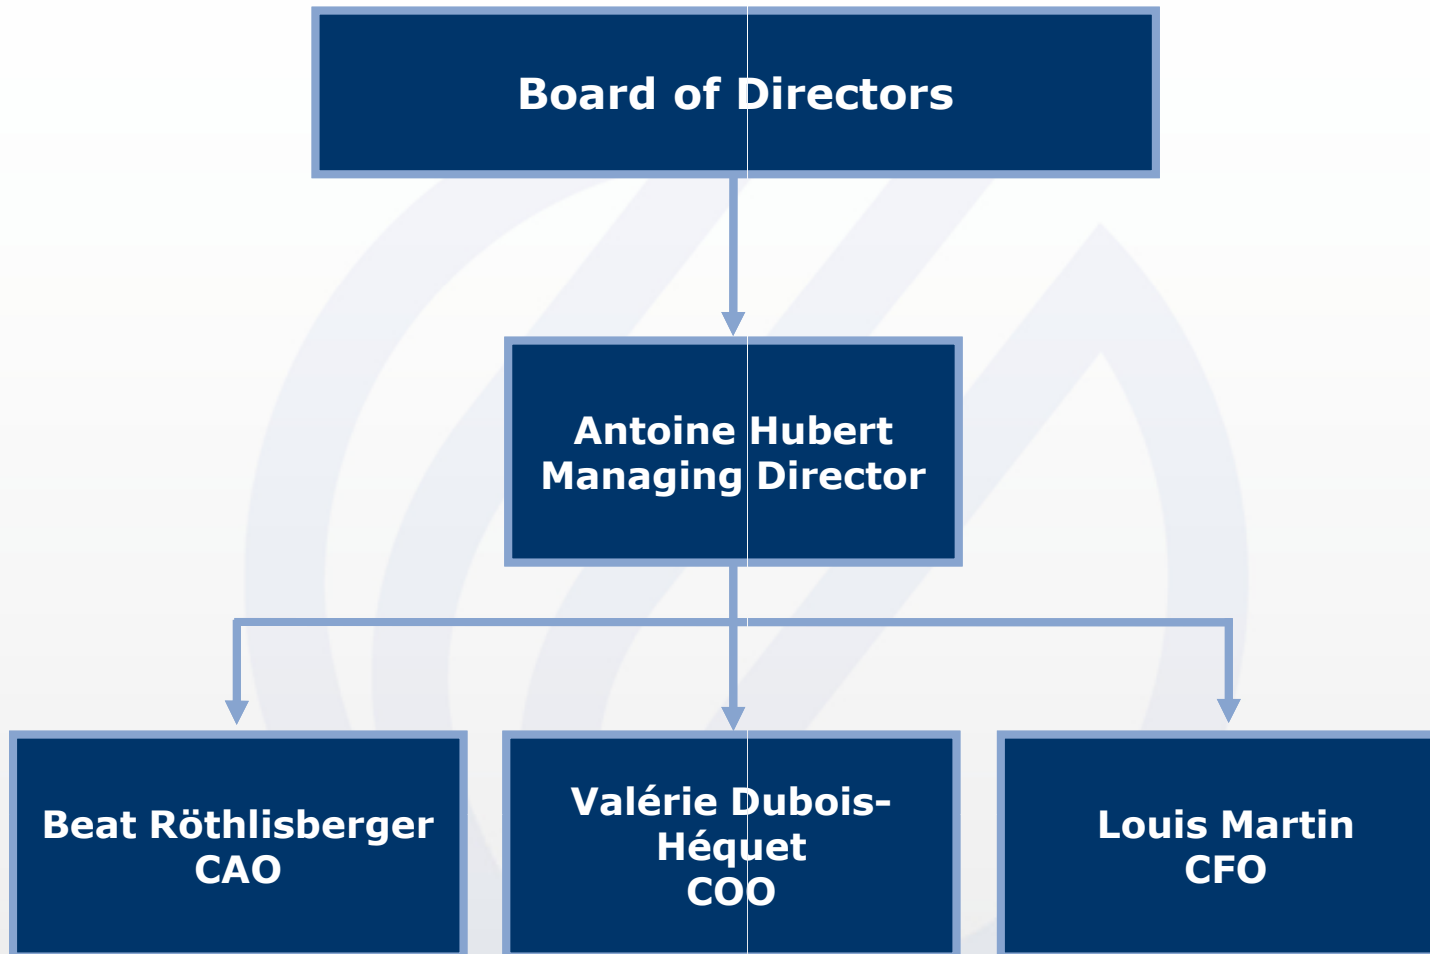 Board of Directors
Antoine Hubert
Managing Director
Beat Röthlisberger
CAO
Valérie Dubois–
Héquet
COO
Louis Martin
CFO